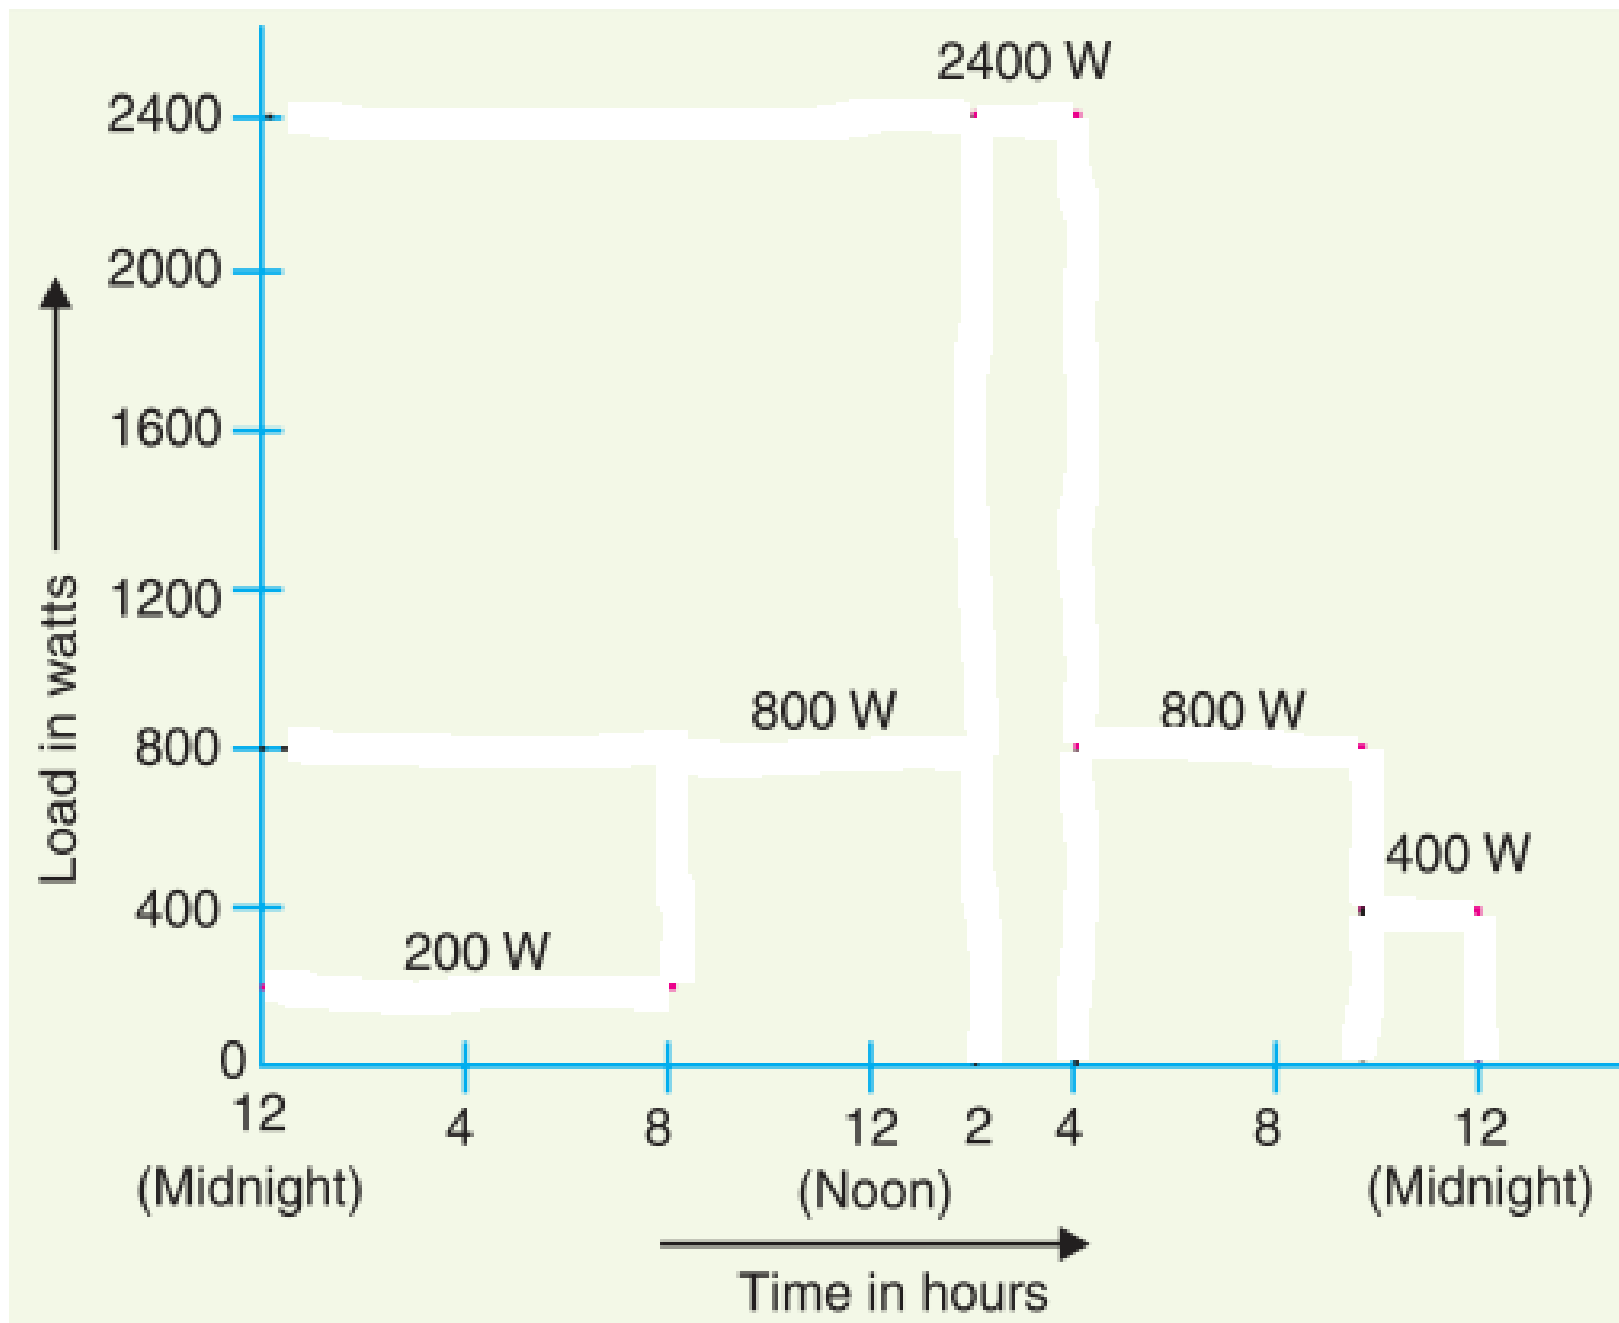 2400 W
2400
2000
1600
1200
800 W
800 W
800
400 W
400
200 W
0
12 4 8 12 2 4 8 12
(Midnight) (Noon) (Midnight)
Load in watts
Time in hours